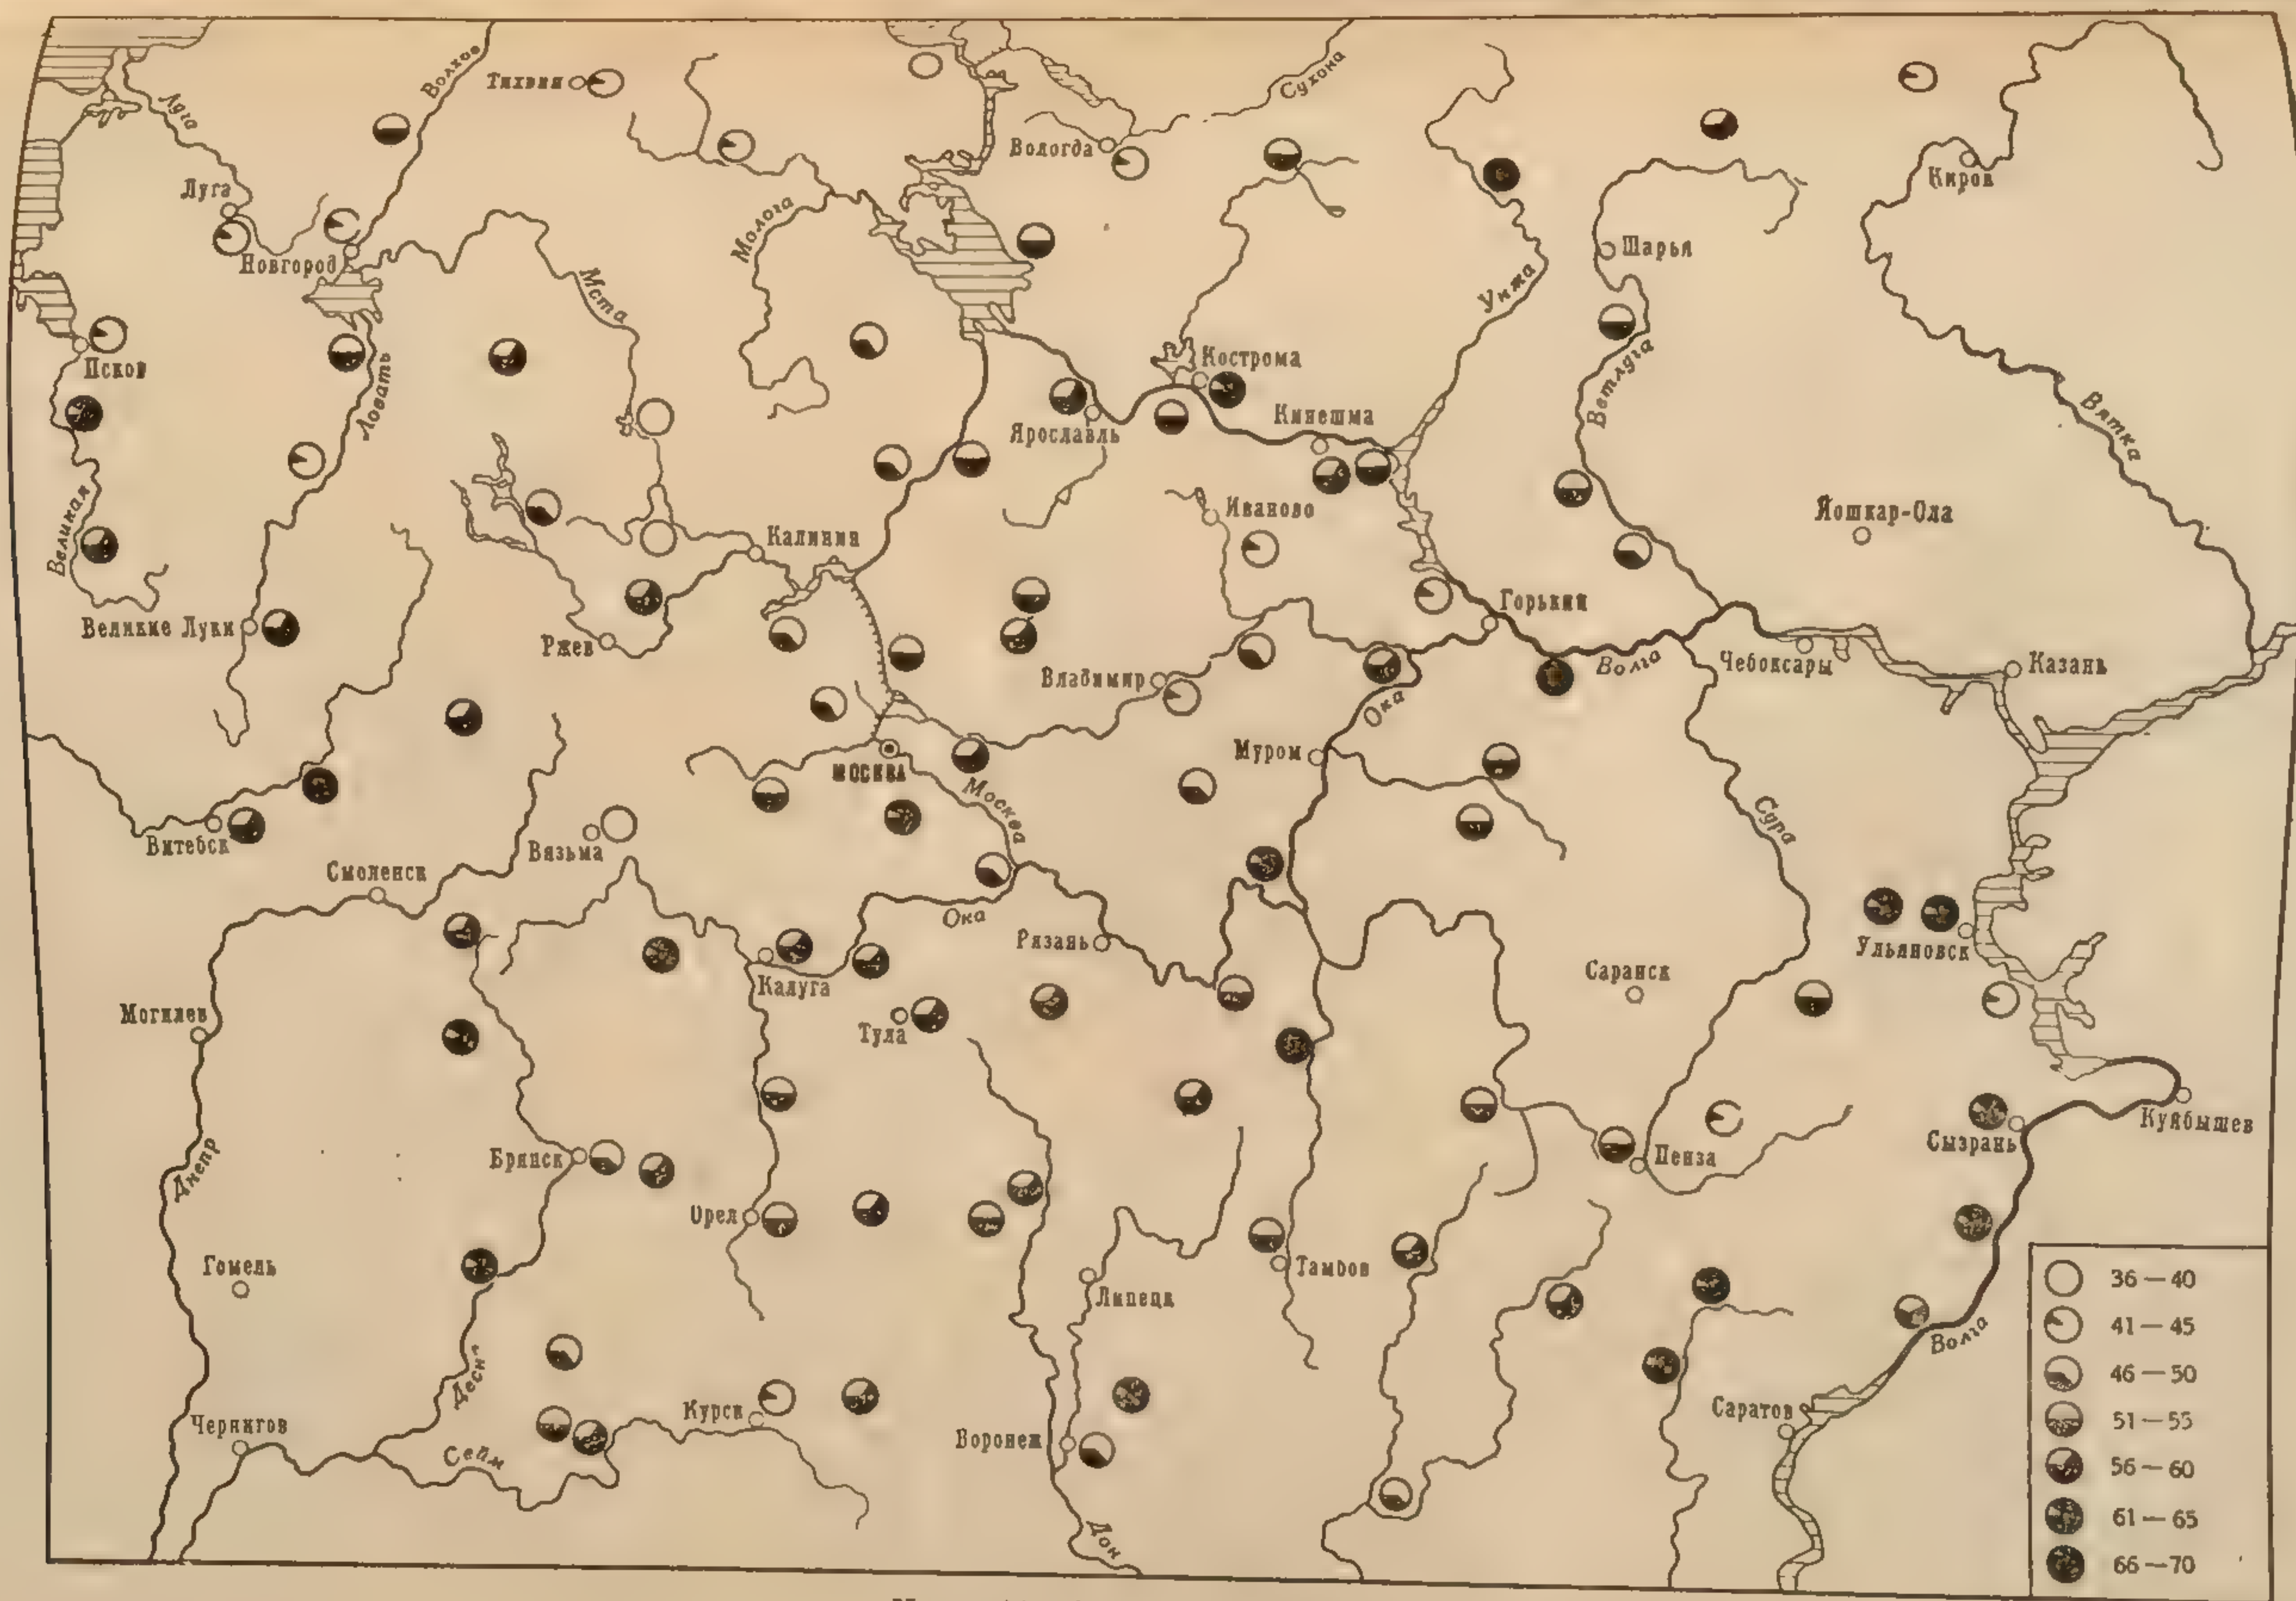 Тихвин
Волхов
Сухона
Луга
Вологда
Киров
Луга
Новгород
Молога
Шарья
Мста
Унжа
Псков
Ловать
Кострома
Ветлуга
Ярославль
Кинешма
Вятка
Великая
Иваново
Йошкар-Ола
Калинин
Великие Луки
Ржев
Горький
Владимир
Волга
Чебоксары
Казань
Ока
Муром
МОСКВА
Москва
Сура
Витебск
Вязьма
Смоленск
Ока
Рязань
Ульяновск
Саранск
Калуга
Могилев
Тула
Днепр
Брянск
Пенза
Сызрань
Куйбышев
Орел
Гомель
Тамбов
Липецк
Волга
Десн
Чернигов
Сейм
Курск
Воронеж
Саратов
Дон
36—40
41—45
46—50
51—55
56—60
61—65
66—70